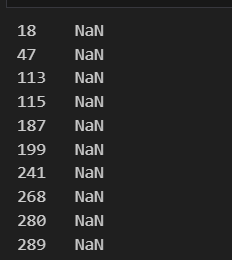 18 NaN
47 NaN
113 NaN
115 NaN
187 NaN
199 NaN
241 NaN
268 NaN
280 NaN
289 NaN